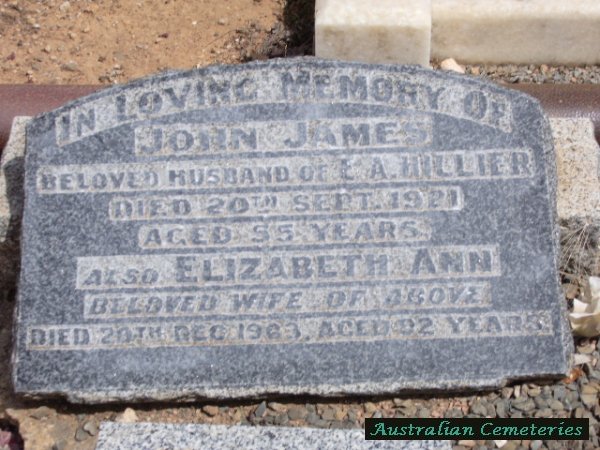 IN LOVING MEMORY OF
JOHN JAMES
BELOVED HUSBAND OF E. A. HILLIER
DIED 20TH SEPT. 1921
AGED 55 YEARS.
ALSO ELIZABETH ANN
BELOVED WIFE OF ABOVE
DIED 20TH DEC. 1963, AGED 92 YEARS.
Australian Cemeteries